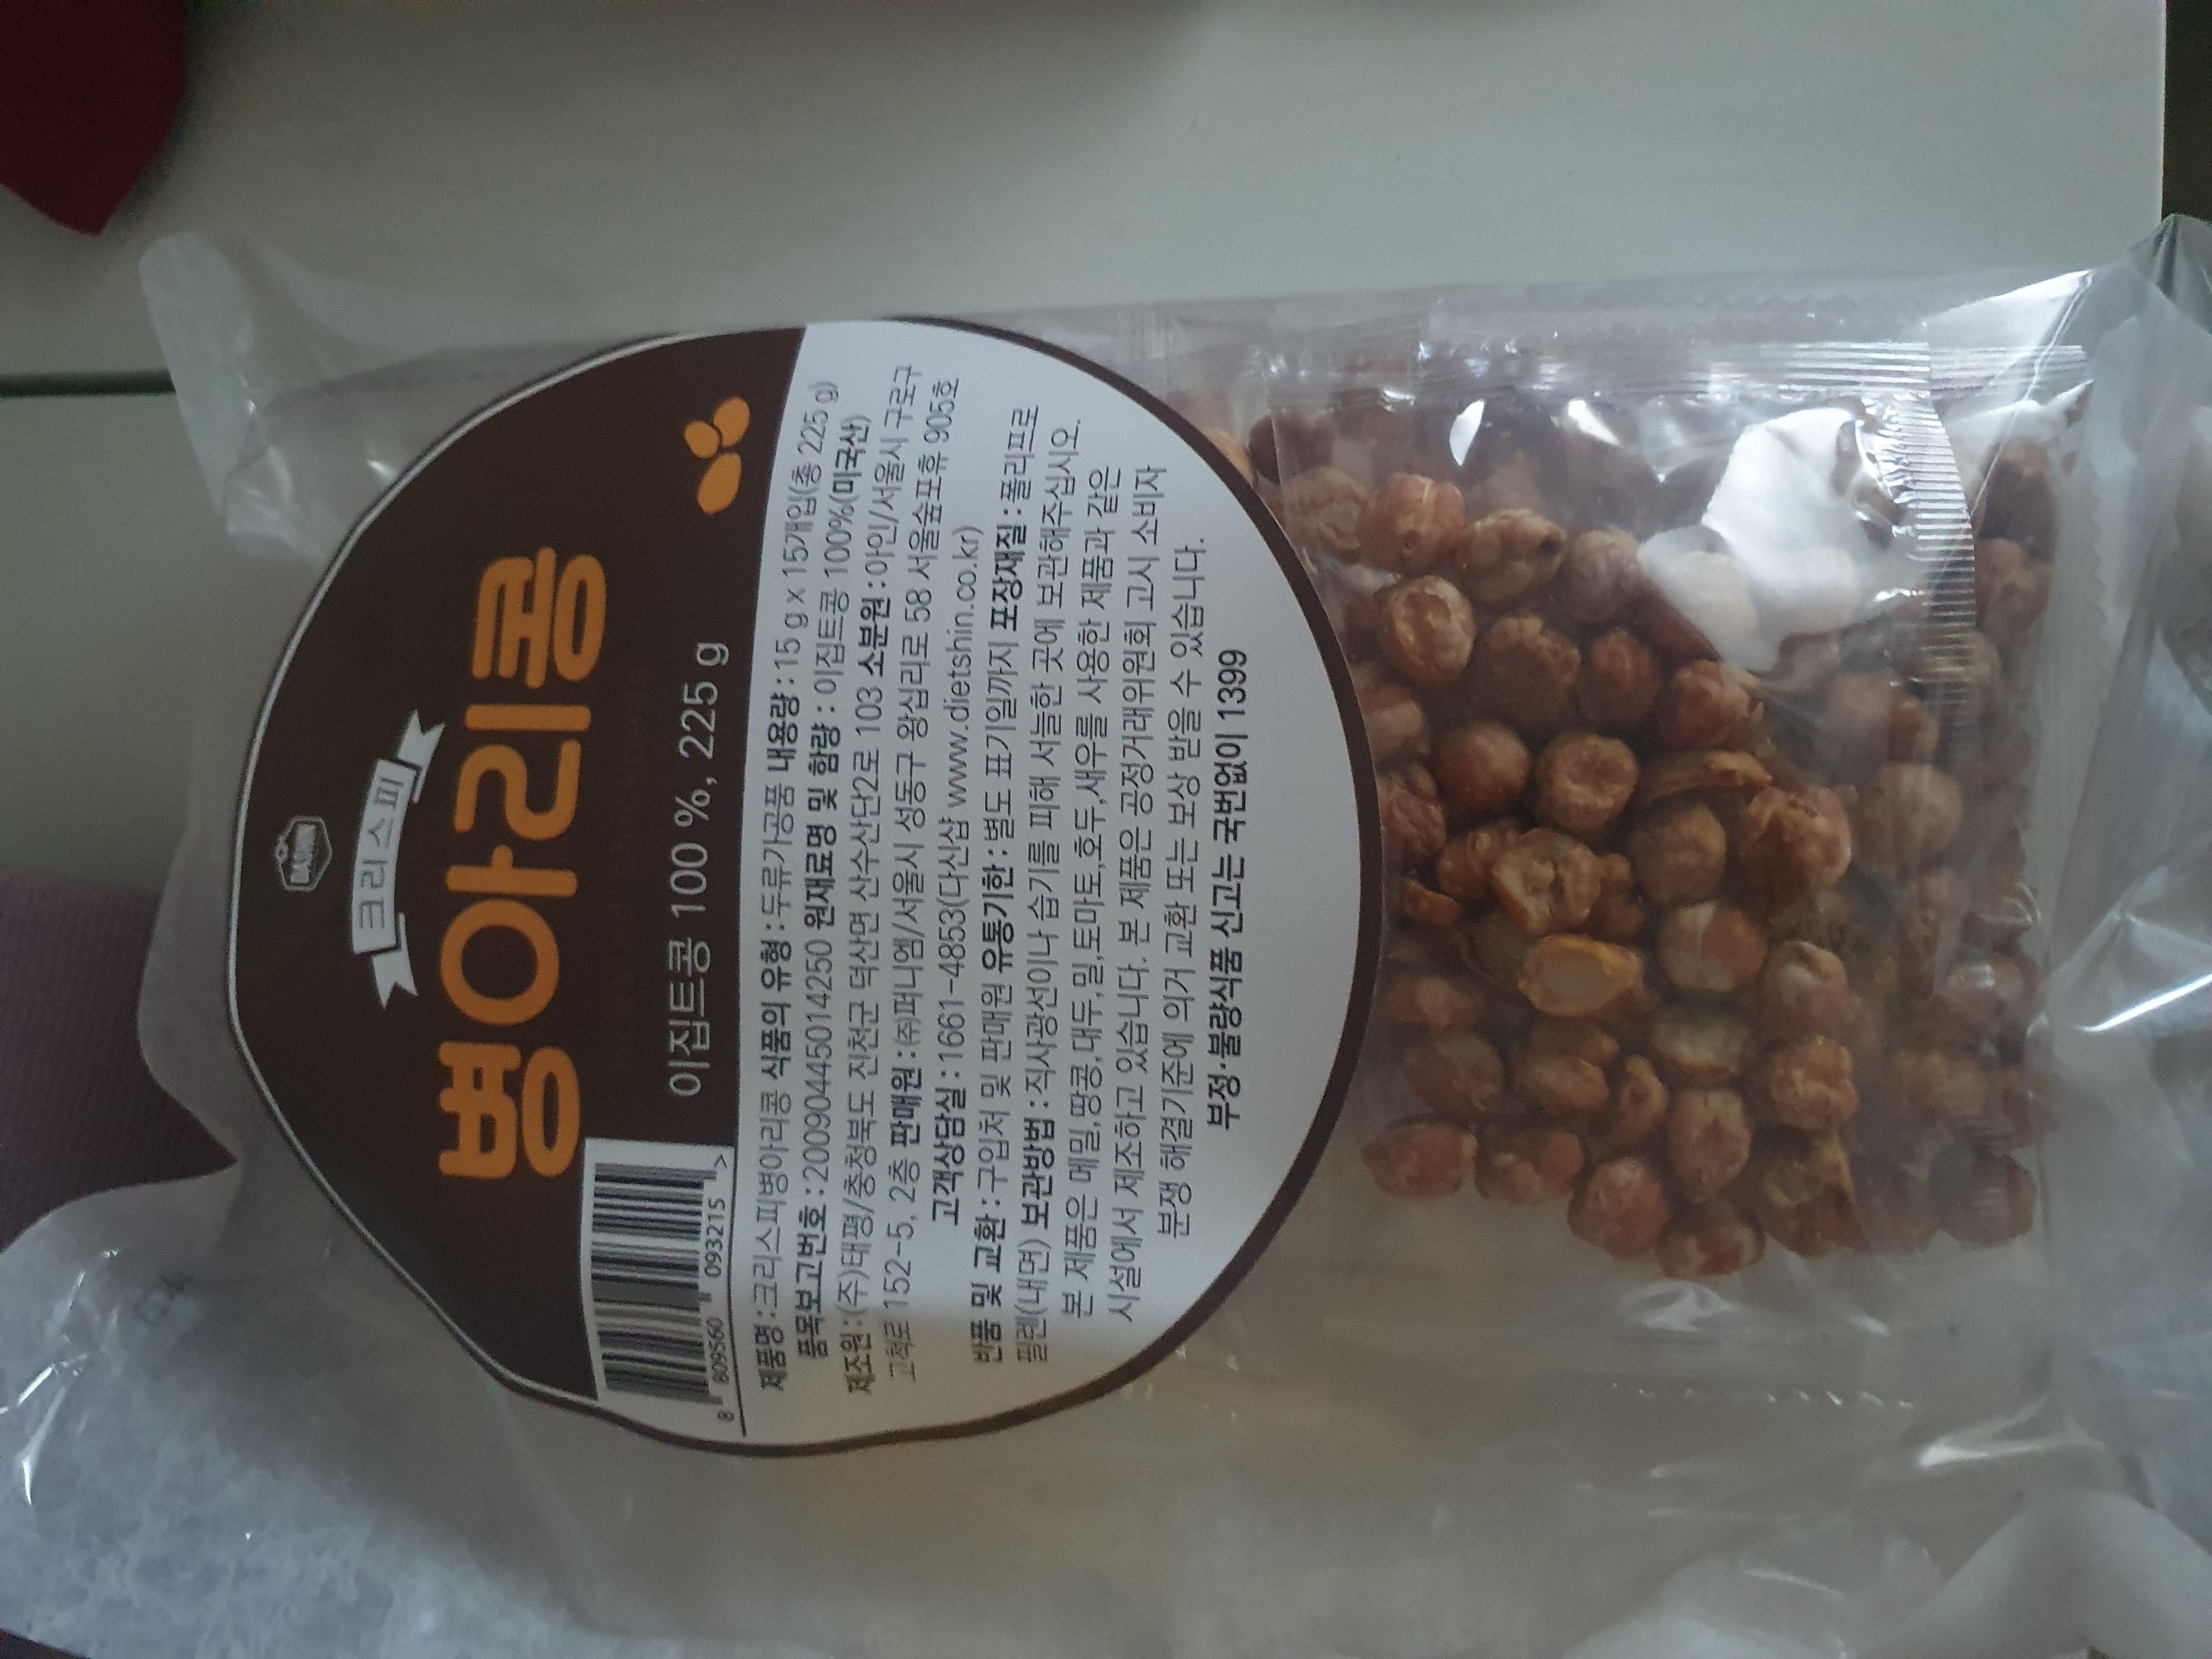 DASHIN
크리스피
병아리콩
이집트콩 100 %, 225 g
8 809560 093215 >
제품명 : 크리스피병아리콩 식품의 유형 : 두류가공품 내용량 : 15 g x 15개입(총 225 g)
품목보고번호 : 20090445014250 원재료명 및 함량 : 이집트콩 100%(미국산)
제조원 : (주)태평/충청북도 진천군 덕산면 산수산단2로 103 소분원 : 아인/서울시 구로구
고척로 152-5, 2층 판매원 : ㈜퍼니엠/서울시 성동구 왕십리로 58 서울숲포휴 905호
고객상담실 : 1661-4853(다신샵 www.dietshin.co.kr)
반품 및 교환 : 구입처 및 판매원 유통기한 : 별도 표기일까지 포장재질 : 폴리프로
필렌(내면) 보관방법 : 직사광선이나 습기를 피해 서늘한 곳에 보관해주십시오.
본 제품은 메밀,땅콩,대두,밀,토마토,호두,새우를 사용한 제품과 같은
시설에서 제조하고 있습니다. 본 제품은 공정거래위원회 고시 소비자
분쟁 해결기준에 의거 교환 또는 보상 받을 수 있습니다.
부정·불량식품 신고는 국번없이 1399